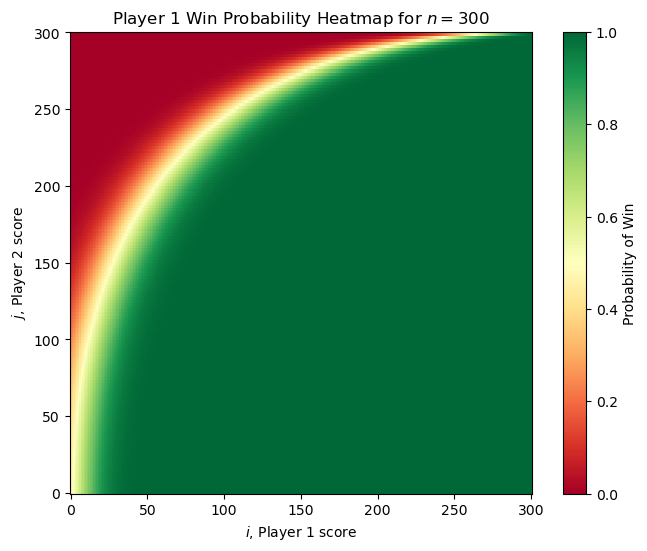 Player 1 Win Probability Heatmap for n = 300
300
250
200
150
100
50
0
j, Player 2 score
0 50 100 150 200 250 300
i, Player 1 score
1.0
0.8
0.6
0.4
0.2
0.0
Probability of Win